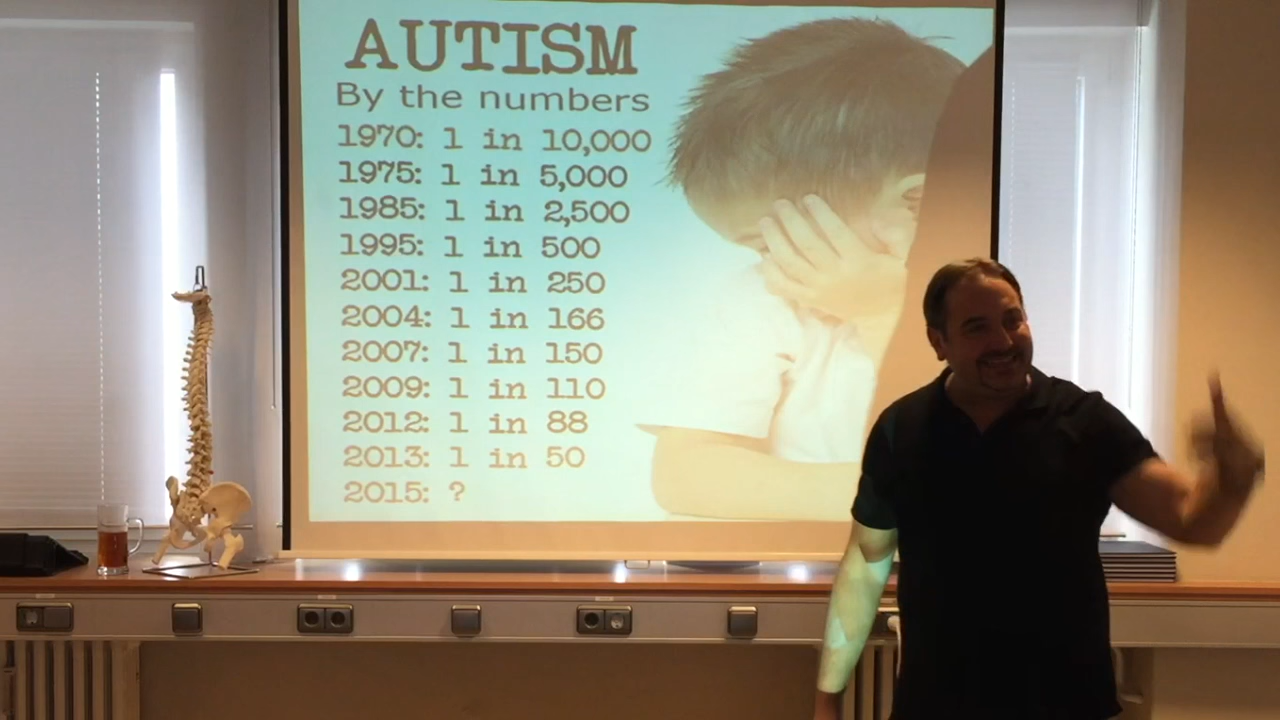 AUTISM
By the numbers
1970: 1 in 10,000
1975: 1 in 5,000
1985: 1 in 2,500
1995: 1 in 500
2001: 1 in 250
2004: 1 in 166
2007: 1 in 150
2009: 1 in 110
2012: 1 in 88
2013: 1 in 50
2015: ?